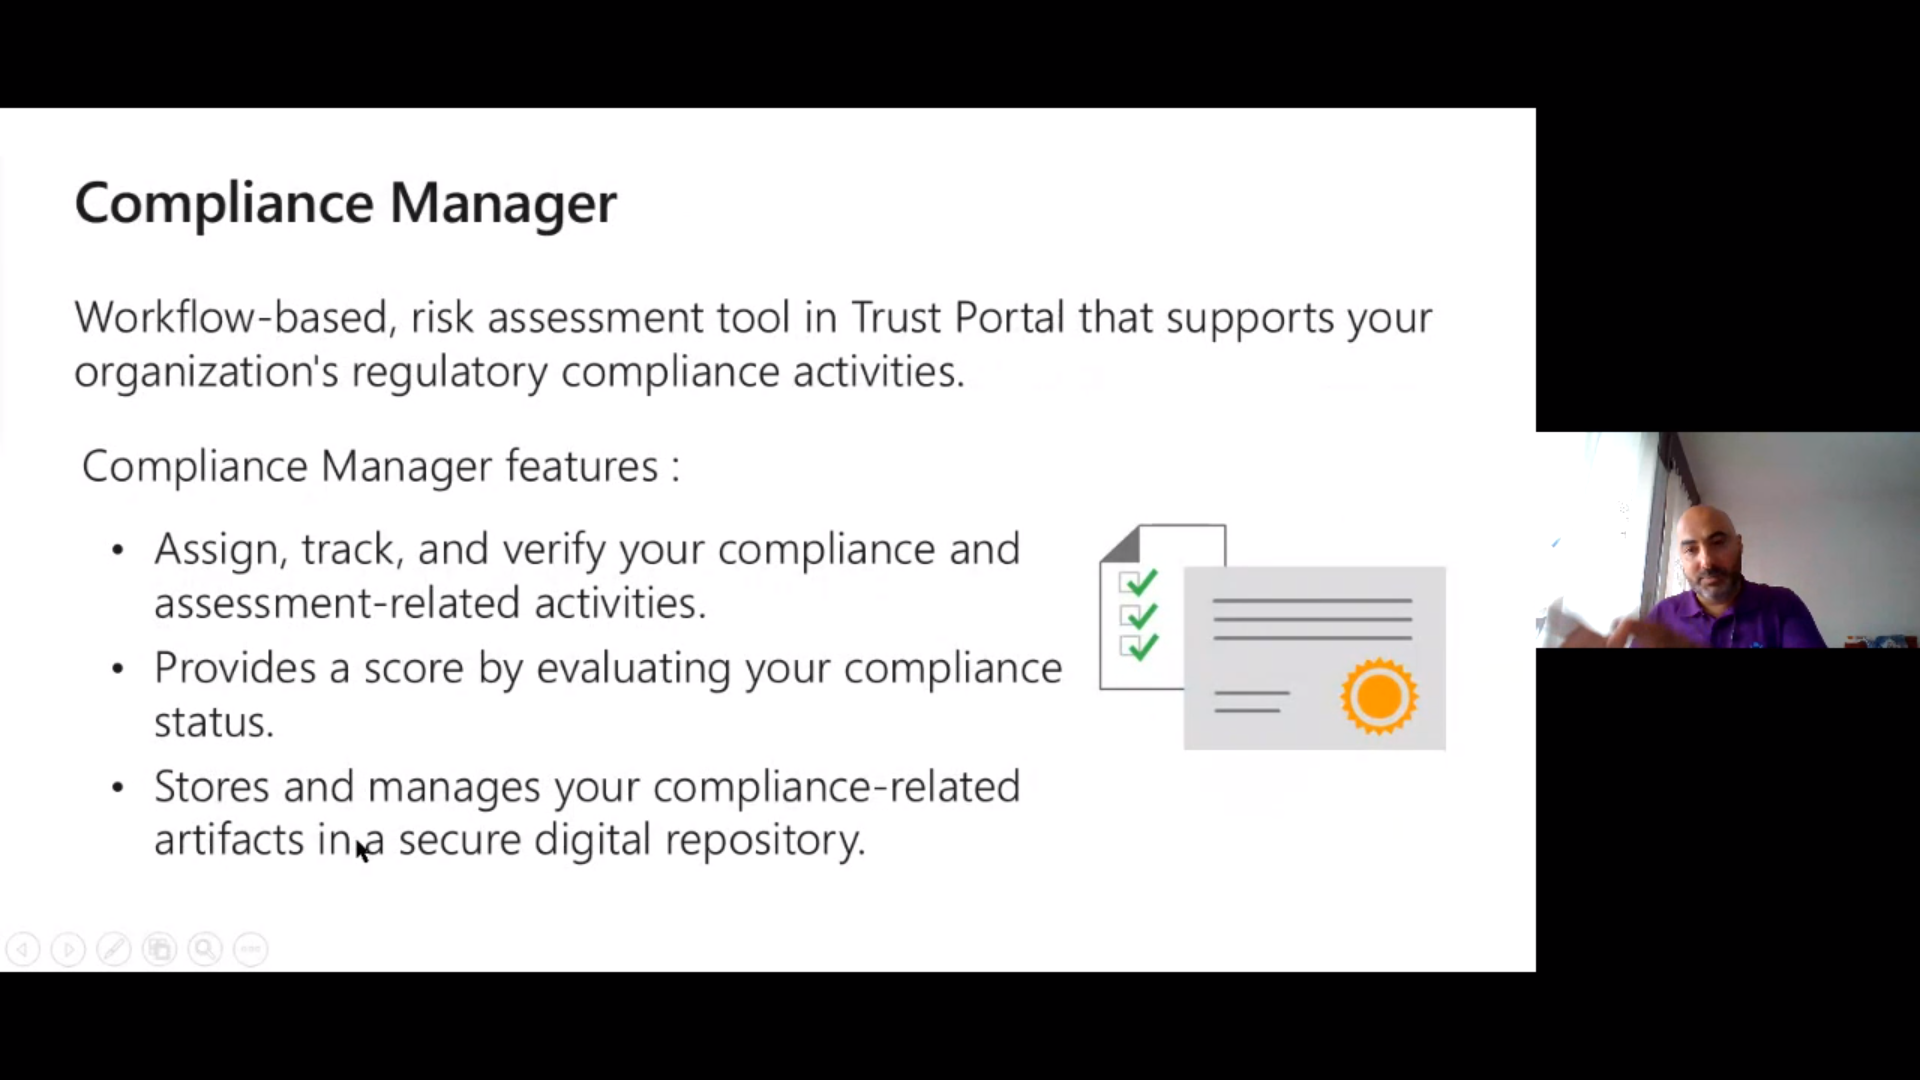 Compliance Manager
Workflow-based, risk assessment tool in Trust Portal that supports your
organization's regulatory compliance activities.
Compliance Manager features :
• Assign, track, and verify your compliance and
assessment-related activities.
• Provides a score by evaluating your compliance
status.
• Stores and manages your compliance-related
artifacts in a secure digital repository.